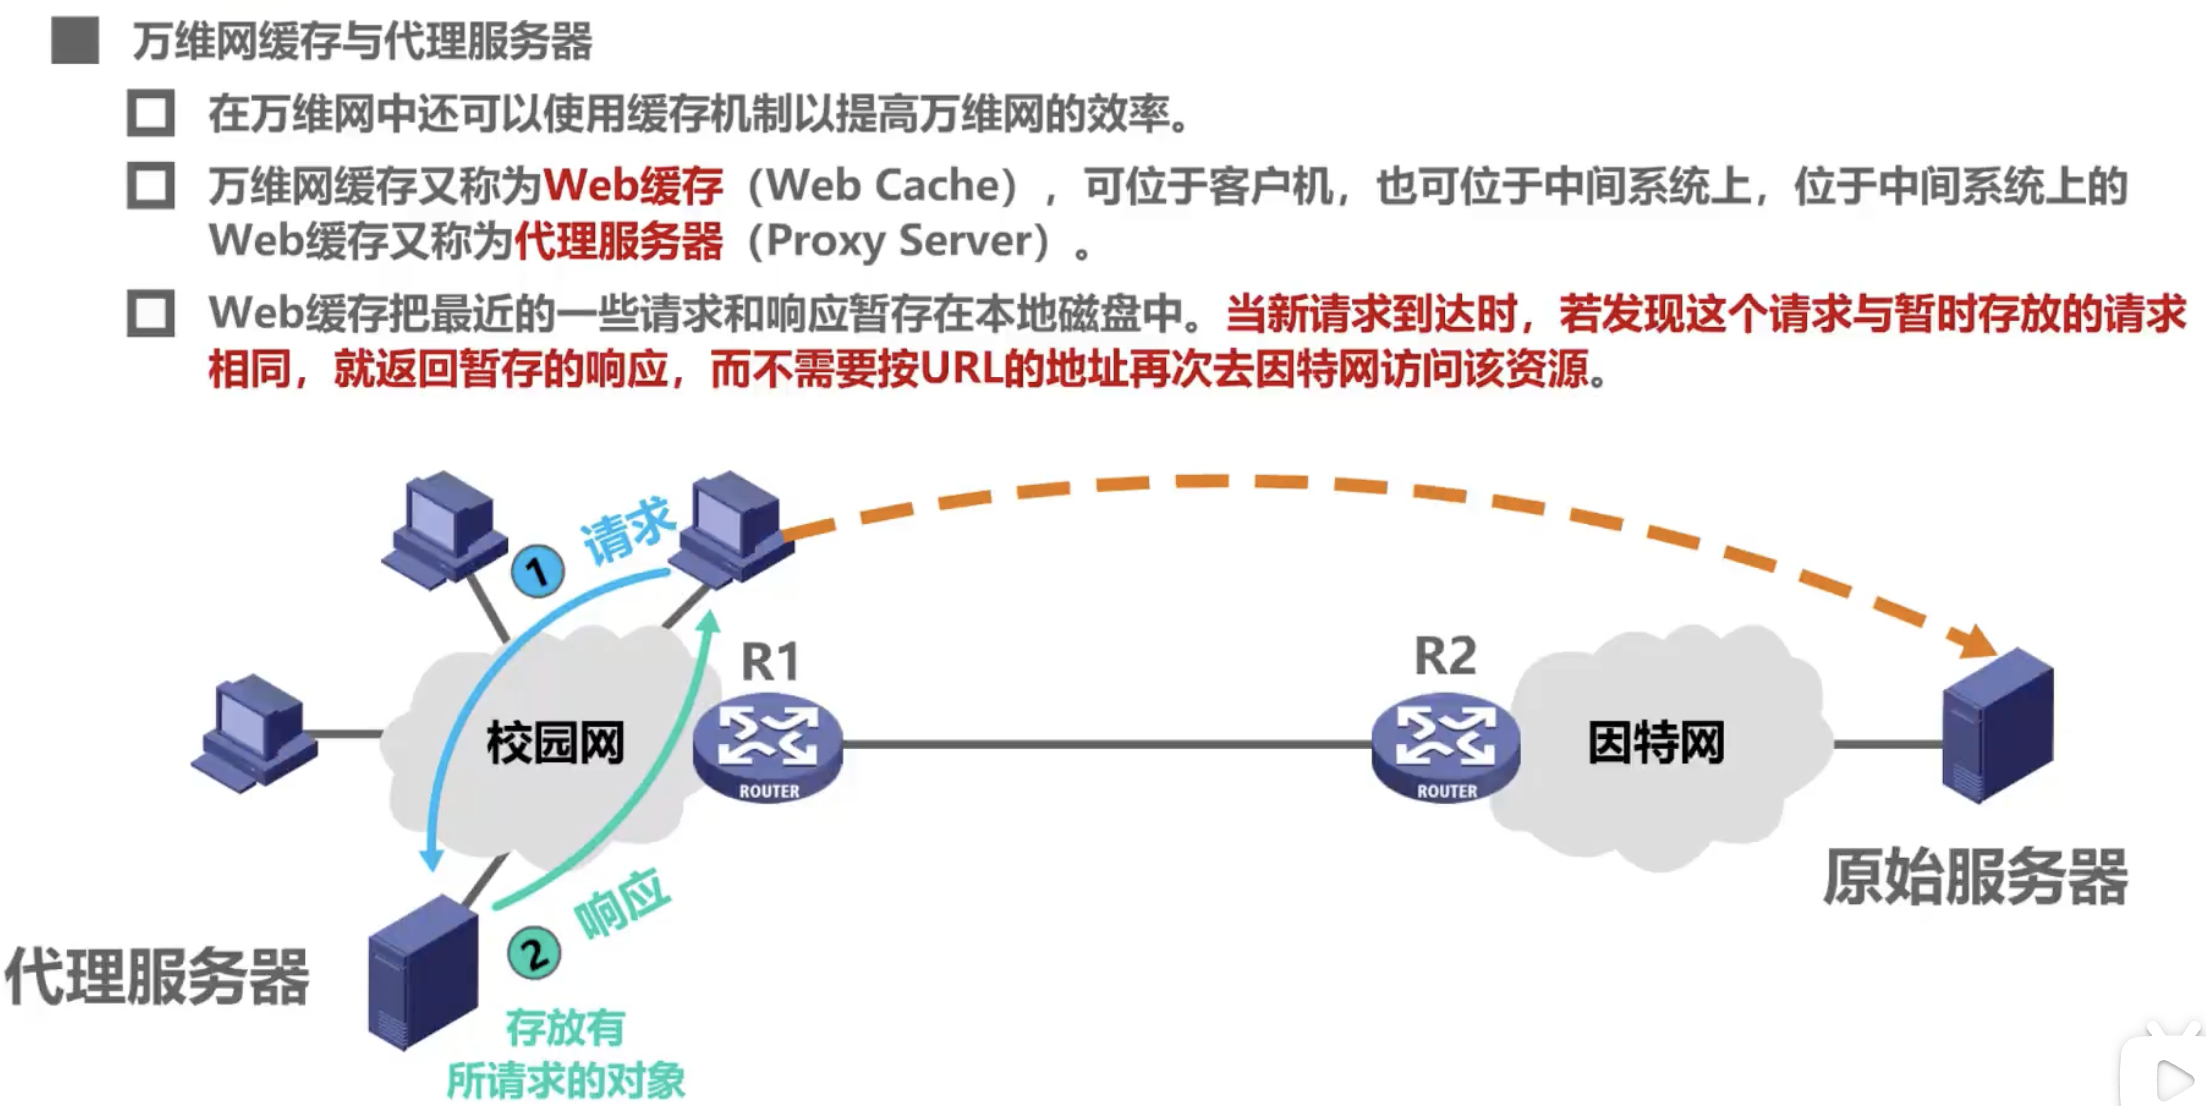 万维网缓存与代理服务器
在万维网中还可以使用缓存机制以提高万维网的效率。
万维网缓存又称为Web缓存（Web Cache），可位于客户机，也可位于中间系统上，位于中间系统上的
Web缓存又称为代理服务器（Proxy Server）。
Web缓存把最近的一些请求和响应暂存在本地磁盘中。当新请求到达时，若发现这个请求与暂时存放的请求
相同，就返回暂存的响应，而不需要按URL的地址再次去因特网访问该资源。
1 请求
R1
R2
校园网
因特网
ROUTER
ROUTER
原始服务器
响应
2
代理服务器
存放有
所请求的对象